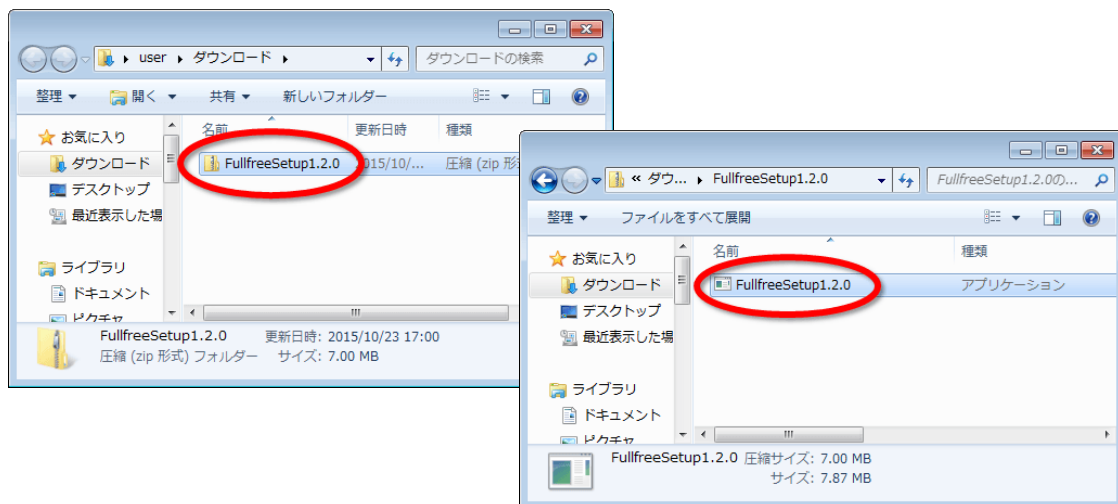 user ダウンロード ダウンロードの検索
整理 開く 共有 新しいフォルダー
お気に入り
ダウンロード
デスクトップ
最近表示した場
ライブラリ
ドキュメント
ピクチャ
名前 更新日時 種類
FullfreeSetup1.2.0 2015/10/... 圧縮 (zip 形
FullfreeSetup1.2.0 更新日時: 2015/10/23 17:00
圧縮 (zip 形式) フォルダー サイズ: 7.00 MB
« ダウ... FullfreeSetup1.2.0 FullfreeSetup1.2.0の...
整理 ファイルをすべて展開
お気に入り
ダウンロード
デスクトップ
最近表示した場
ライブラリ
ドキュメント
ピクチャ
名前 種類
FullfreeSetup1.2.0 アプリケーション
FullfreeSetup1.2.0 圧縮サイズ: 7.00 MB
サイズ: 7.87 MB